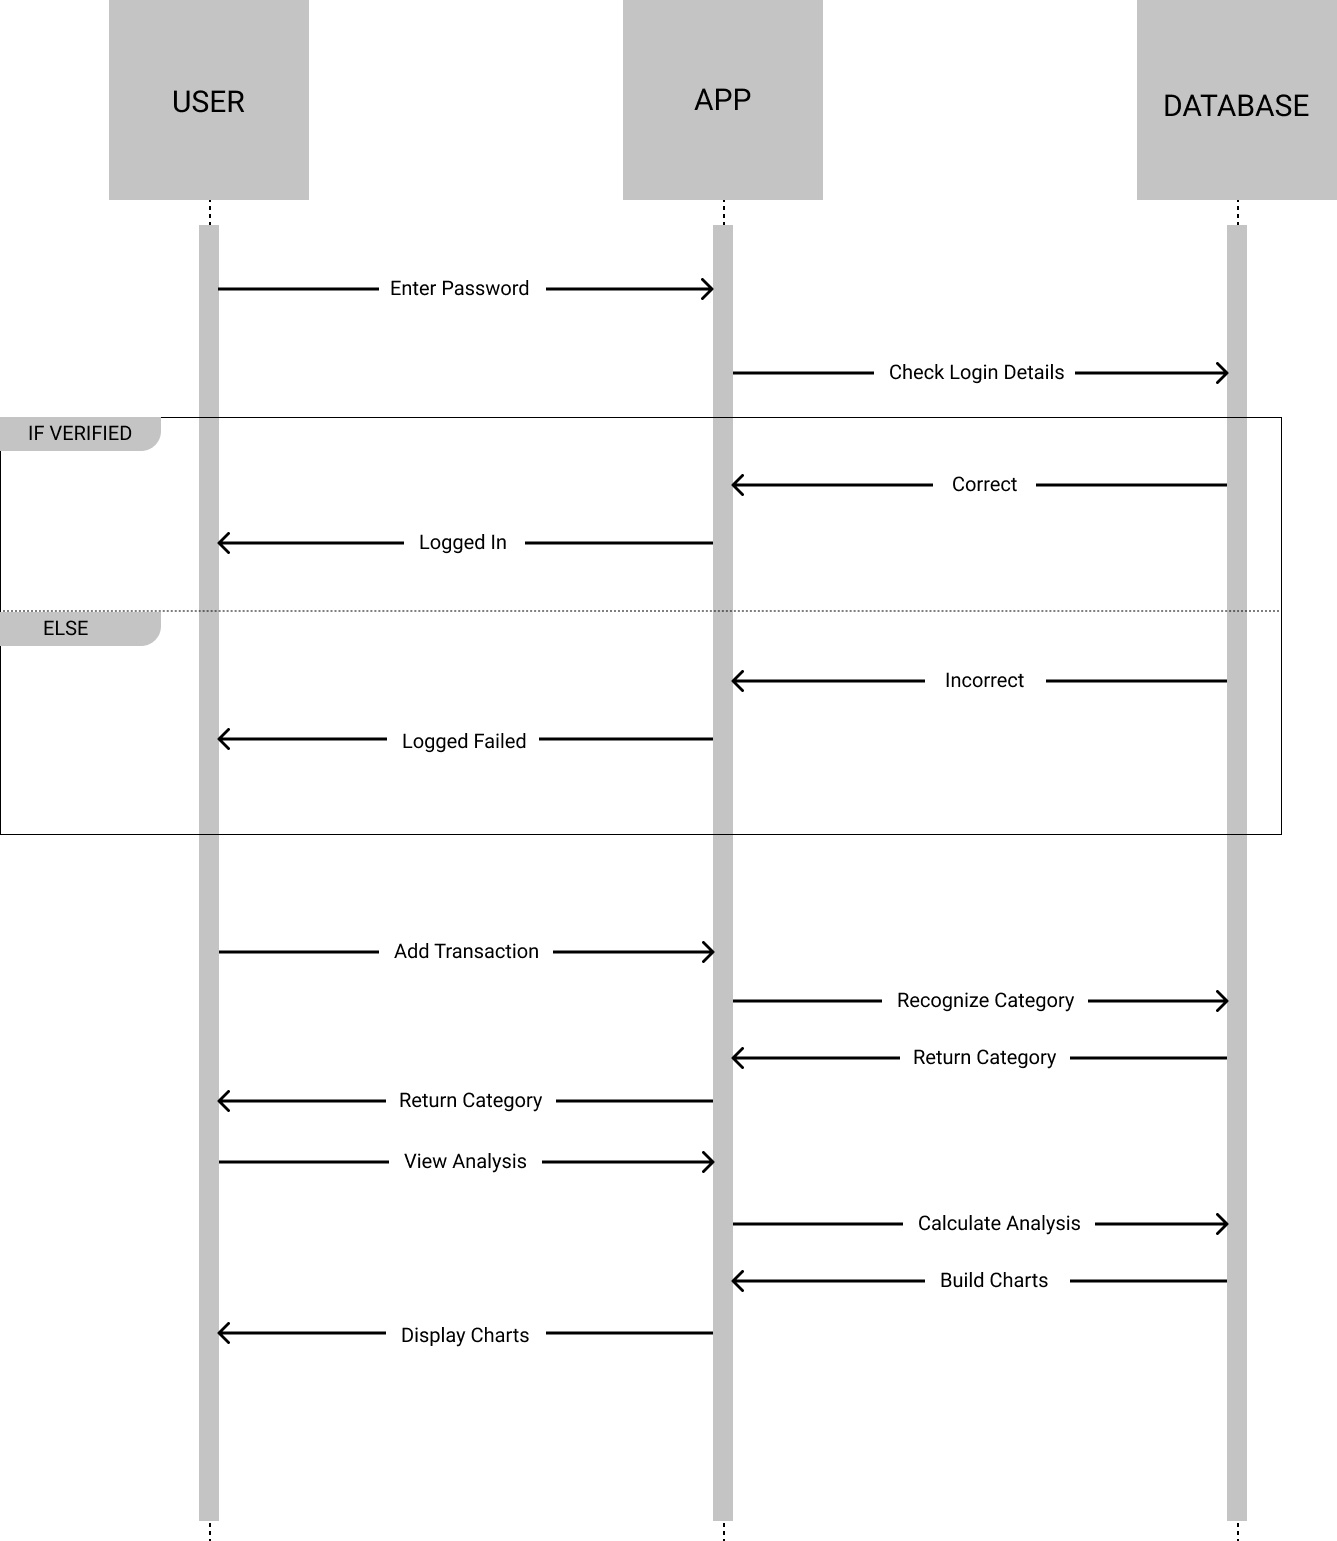 USER
APP
DATABASE
Enter Password
Check Login Details
IF VERIFIED
Correct
Logged In
ELSE
Incorrect
Logged Failed
Add Transaction
Recognize Category
Return Category
Return Category
View Analysis
Calculate Analysis
Build Charts
Display Charts